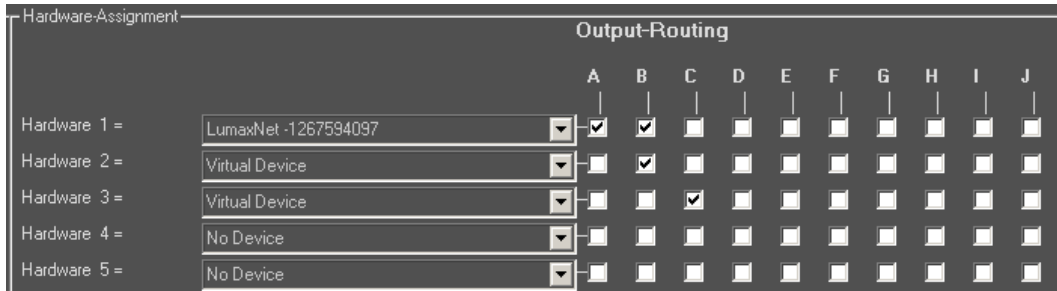 Hardware-Assignment
Output-Routing
A B C D E F G H I J
Hardware 1 = LumaxNet -1267594097
Hardware 2 = Virtual Device
Hardware 3 = Virtual Device
Hardware 4 = No Device
Hardware 5 = No Device